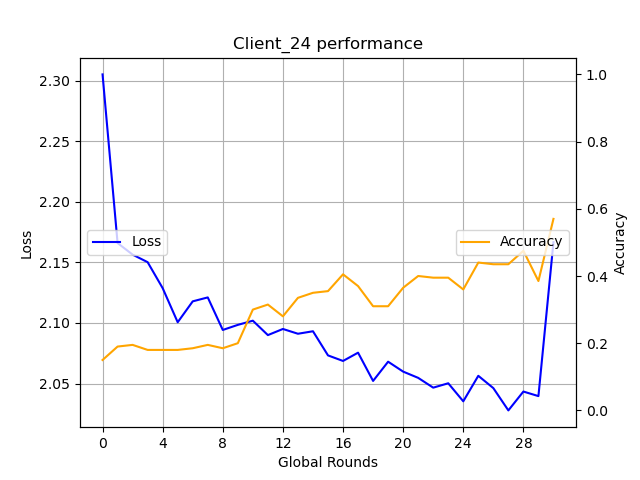 Client_24 performance
2.30
2.25
2.20
2.15
2.10
2.05
Loss
Loss
Accuracy
1.0
0.8
0.6
0.4
0.2
0.0
Accuracy
0 4 8 12 16 20 24 28
Global Rounds